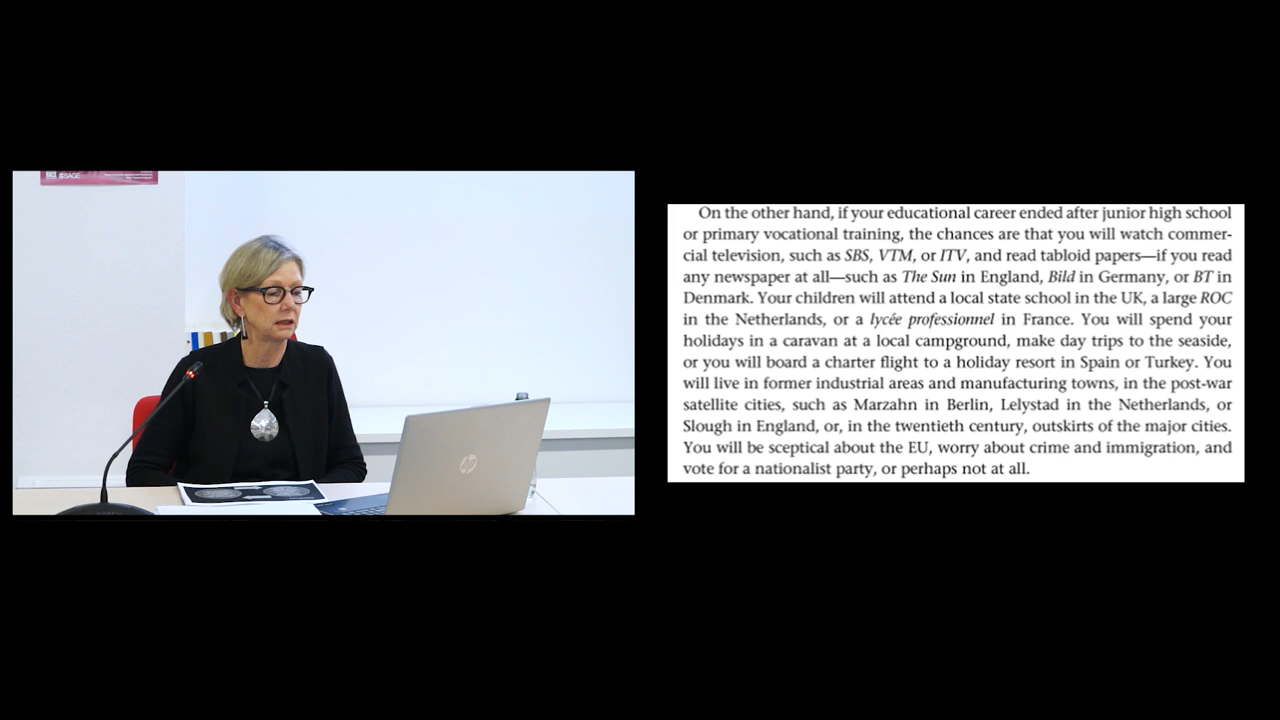 RACE SAGE
On the other hand, if your educational career ended after junior high school
or primary vocational training, the chances are that you will watch commer-
cial television, such as SBS, VTM, or ITV, and read tabloid papers—if you read
any newspaper at all—such as The Sun in England, Bild in Germany, or BT in
Denmark. Your children will attend a local state school in the UK, a large ROC
in the Netherlands, or a lycée professionnel in France. You will spend your
holidays in a caravan at a local campground, make day trips to the seaside,
or you will board a charter flight to a holiday resort in Spain or Turkey. You
will live in former industrial areas and manufacturing towns, in the post-war
satellite cities, such as Marzahn in Berlin, Lelystad in the Netherlands, or
Slough in England, or, in the twentieth century, outskirts of the major cities.
You will be sceptical about the EU, worry about crime and immigration, and
vote for a nationalist party, or perhaps not at all.
hp